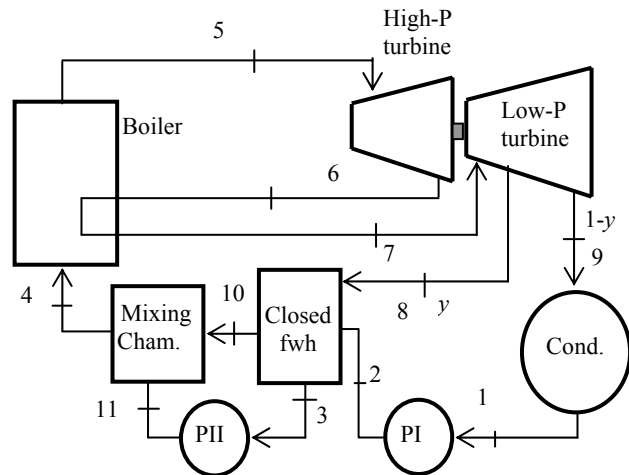 5
High-P
turbine
Boiler
Low-P
turbine
6
7
1-y
9
4
10
8
y
Mixing
Cham.
Closed
fwh
Cond.
2
11
3
1
PII
PI